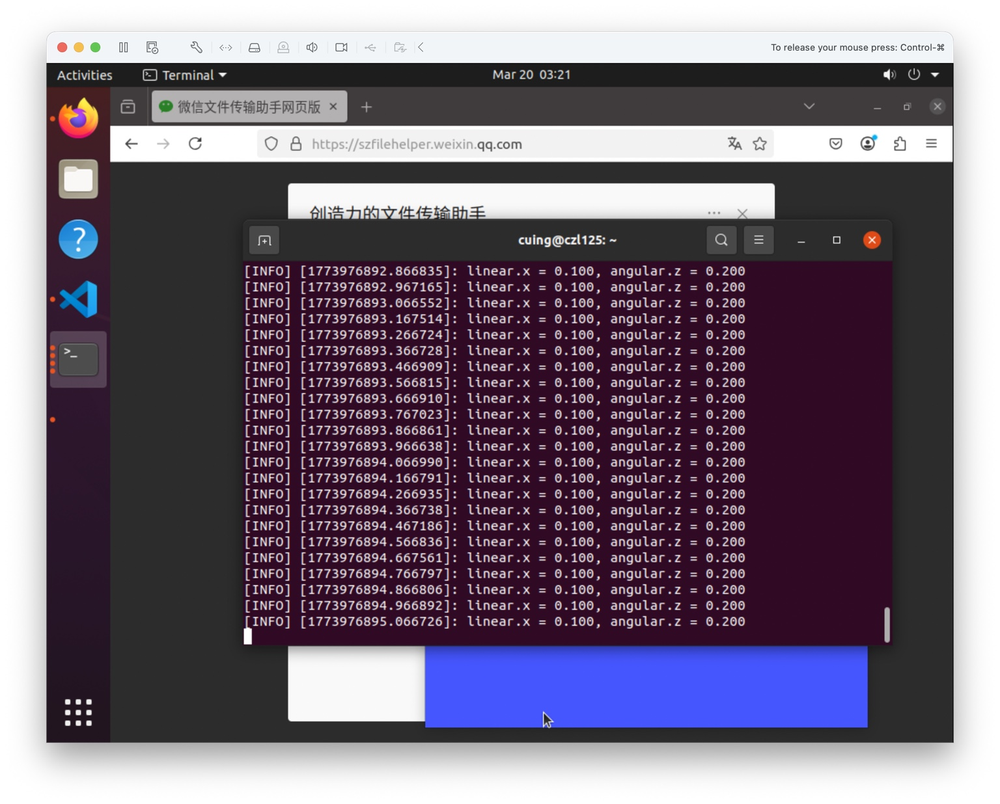 To release your mouse press: Control-⌘
Activities
Terminal
Mar 20 03:21
微信文件传输助手网页版
https://szfilehelper.weixin.qq.com
创造力的文件传输助手
cuing@czl125: ~
[INFO] [1773976892.866835]: linear.x = 0.100, angular.z = 0.200
[INFO] [1773976892.967165]: linear.x = 0.100, angular.z = 0.200
[INFO] [1773976893.066552]: linear.x = 0.100, angular.z = 0.200
[INFO] [1773976893.167514]: linear.x = 0.100, angular.z = 0.200
[INFO] [1773976893.266724]: linear.x = 0.100, angular.z = 0.200
[INFO] [1773976893.366728]: linear.x = 0.100, angular.z = 0.200
[INFO] [1773976893.466909]: linear.x = 0.100, angular.z = 0.200
[INFO] [1773976893.566815]: linear.x = 0.100, angular.z = 0.200
[INFO] [1773976893.666910]: linear.x = 0.100, angular.z = 0.200
[INFO] [1773976893.767023]: linear.x = 0.100, angular.z = 0.200
[INFO] [1773976893.866861]: linear.x = 0.100, angular.z = 0.200
[INFO] [1773976893.966638]: linear.x = 0.100, angular.z = 0.200
[INFO] [1773976894.066990]: linear.x = 0.100, angular.z = 0.200
[INFO] [1773976894.166791]: linear.x = 0.100, angular.z = 0.200
[INFO] [1773976894.266935]: linear.x = 0.100, angular.z = 0.200
[INFO] [1773976894.366738]: linear.x = 0.100, angular.z = 0.200
[INFO] [1773976894.467186]: linear.x = 0.100, angular.z = 0.200
[INFO] [1773976894.566836]: linear.x = 0.100, angular.z = 0.200
[INFO] [1773976894.667561]: linear.x = 0.100, angular.z = 0.200
[INFO] [1773976894.766797]: linear.x = 0.100, angular.z = 0.200
[INFO] [1773976894.866806]: linear.x = 0.100, angular.z = 0.200
[INFO] [1773976894.966892]: linear.x = 0.100, angular.z = 0.200
[INFO] [1773976895.066726]: linear.x = 0.100, angular.z = 0.200